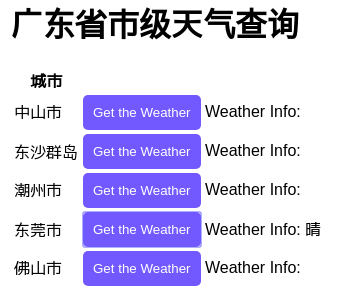 广东省市级天气查询
城市
中山市 Get the Weather Weather Info:
东沙群岛 Get the Weather Weather Info:
潮州市 Get the Weather Weather Info:
东莞市 Get the Weather Weather Info: 晴
佛山市 Get the Weather Weather Info: